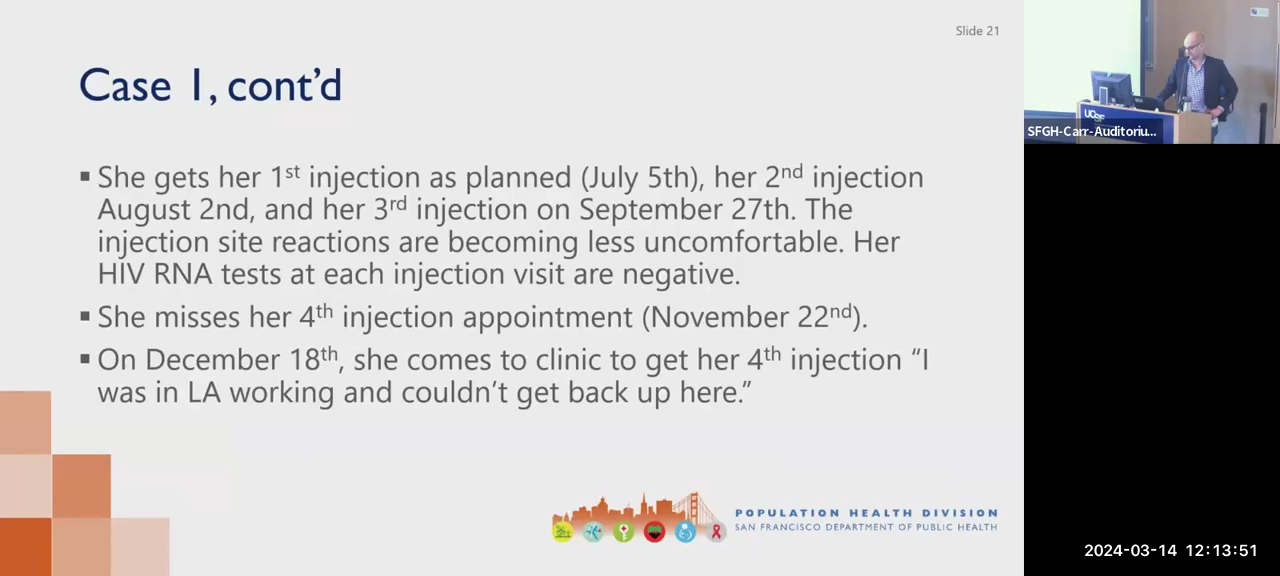 Slide 21
Case 1, cont’d
▪ She gets her 1st injection as planned (July 5th), her 2nd injection
August 2nd, and her 3rd injection on September 27th. The
injection site reactions are becoming less uncomfortable. Her
HIV RNA tests at each injection visit are negative.
▪ She misses her 4th injection appointment (November 22nd).
▪ On December 18th, she comes to clinic to get her 4th injection “I
was in LA working and couldn’t get back up here.”
POPULATION HEALTH DIVISION
SAN FRANCISCO DEPARTMENT OF PUBLIC HEALTH
UCSF
SFGH-Carr-Auditoriu...
2024-03-14 12:13:51